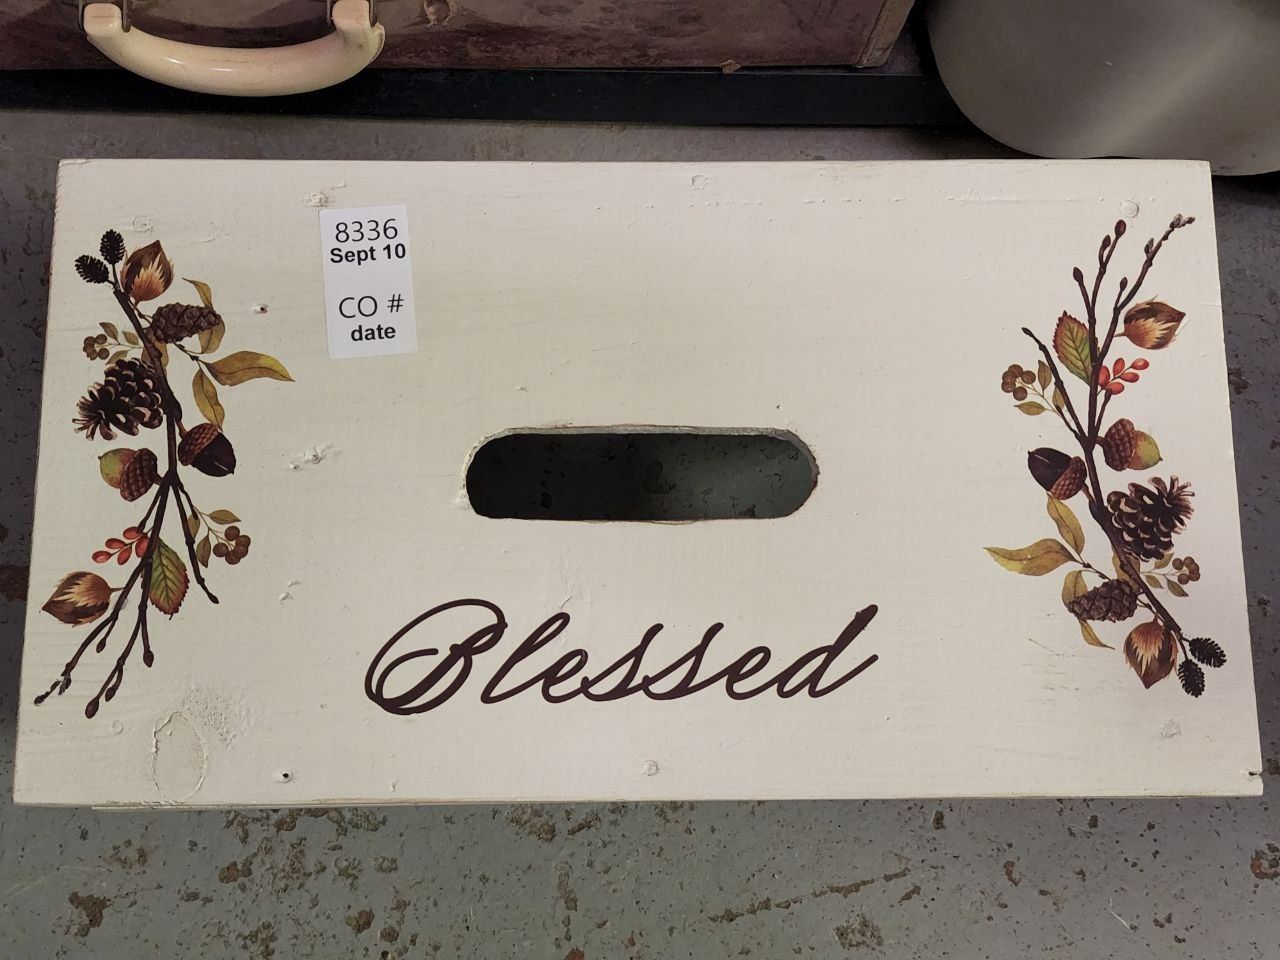 8336
Sept 10
CO #
date
Blessed